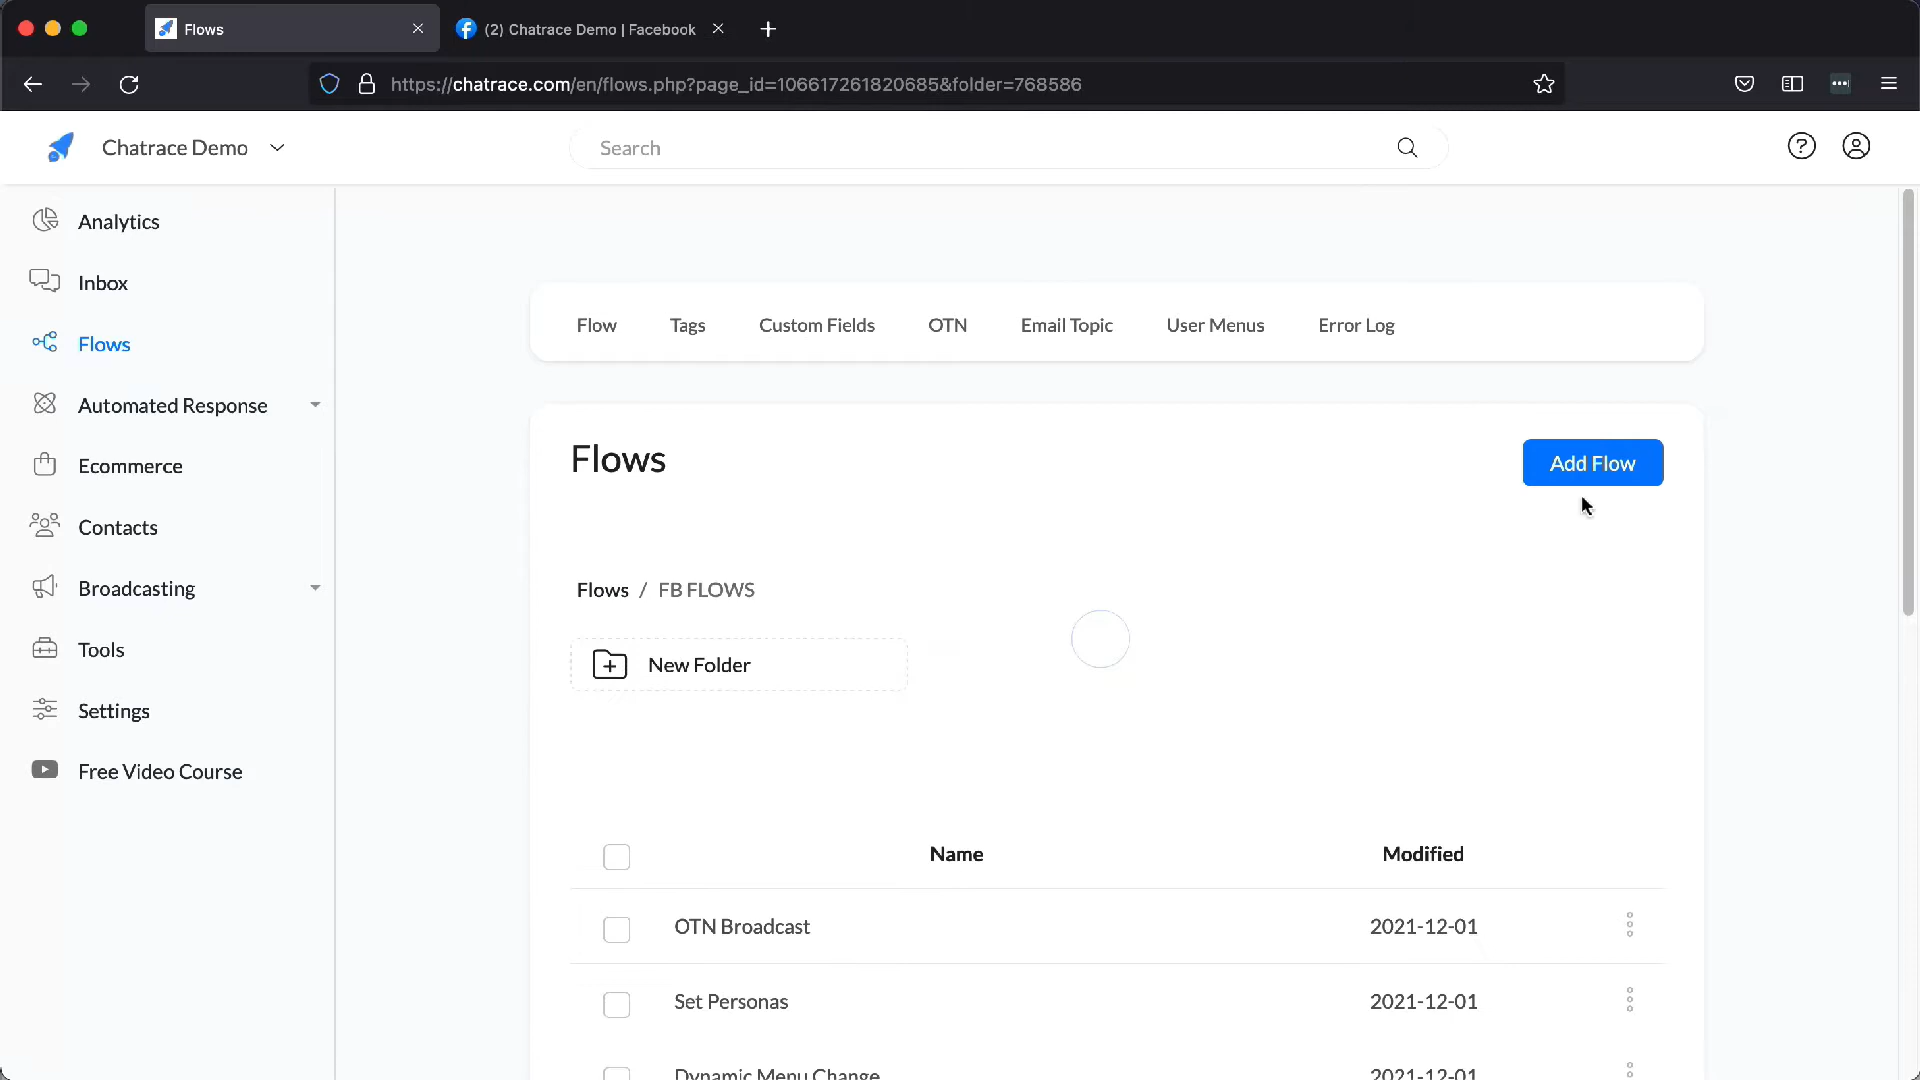 Flows
(2) Chatrace Demo | Facebook
https://chatrace.com/en/flows.php?page_id=106617261820685&folder=768586
Chatrace Demo
Search
Analytics
Inbox
Flows
Automated Response
Ecommerce
Contacts
Broadcasting
Tools
Settings
Free Video Course
Flow Tags Custom Fields OTN Email Topic User Menus Error Log
Flows
Add Flow
Flows / FB FLOWS
New Folder
Name Modified
OTN Broadcast 2021-12-01
Set Personas 2021-12-01
Dynamic Menu Change 2021-12-01